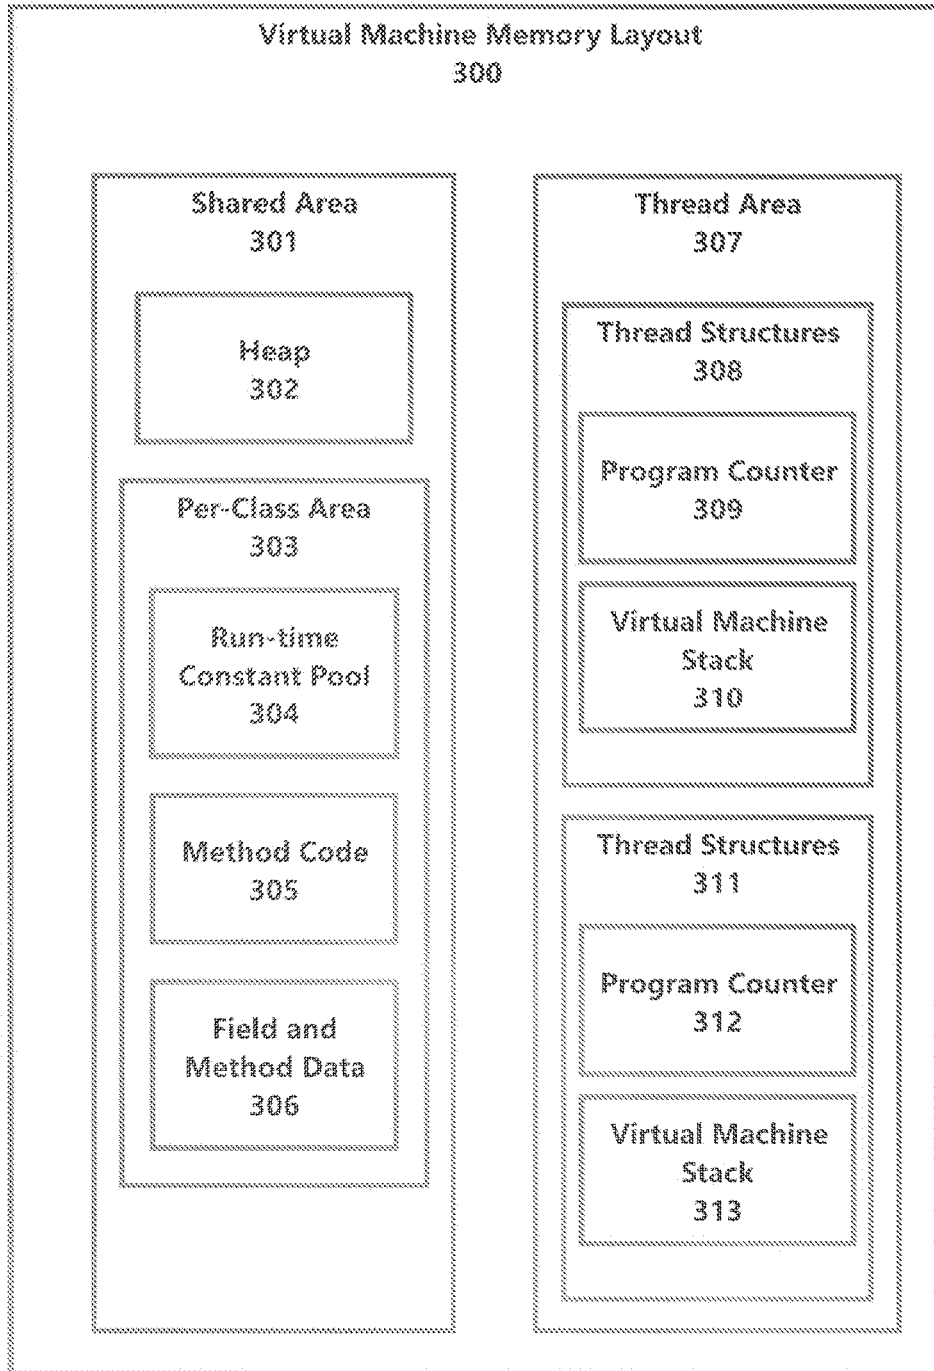 Virtual Machine Memory Layout
300
Shared Area
301
Heap
302
Per-Class Area
303
Run-time
Constant Pool
304
Method Code
305
Field and
Method Data
306
Thread Area
307
Thread Structures
308
Program Counter
309
Virtual Machine
Stack
310
Thread Structures
311
Program Counter
312
Virtual Machine
Stack
313